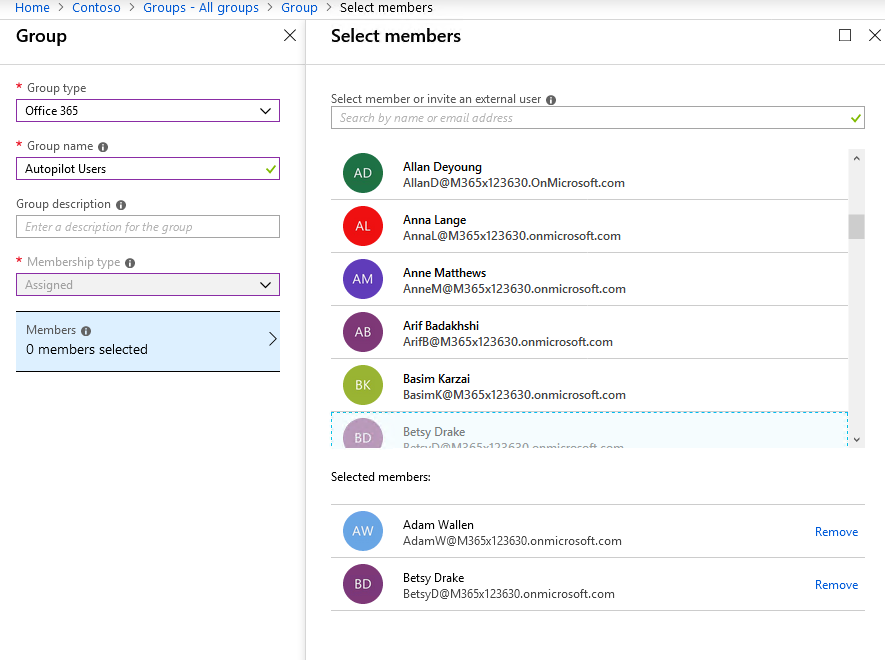 Home > Contoso > Groups - All groups > Group > Select members
Group
* Group type
Office 365
* Group name
Autopilot Users
Group description
Enter a description for the group
* Membership type
Assigned
Members
0 members selected
Select members
Select member or invite an external user
Search by name or email address
AD
Allan Deyoung
AllanD@M365x123630.OnMicrosoft.com
AL
Anna Lange
AnnaL@M365x123630.onmicrosoft.com
AM
Anne Matthews
AnneM@M365x123630.onmicrosoft.com
AB
Arif Badakhshi
ArifB@M365x123630.onmicrosoft.com
BK
Basim Karzai
BasimK@M365x123630.onmicrosoft.com
BD
Betsy Drake
BetsyD@M365x123630.onmicrosoft.com
Selected members:
AW
Adam Wallen
AdamW@M365x123630.onmicrosoft.com
Remove
BD
Betsy Drake
BetsyD@M365x123630.onmicrosoft.com
Remove